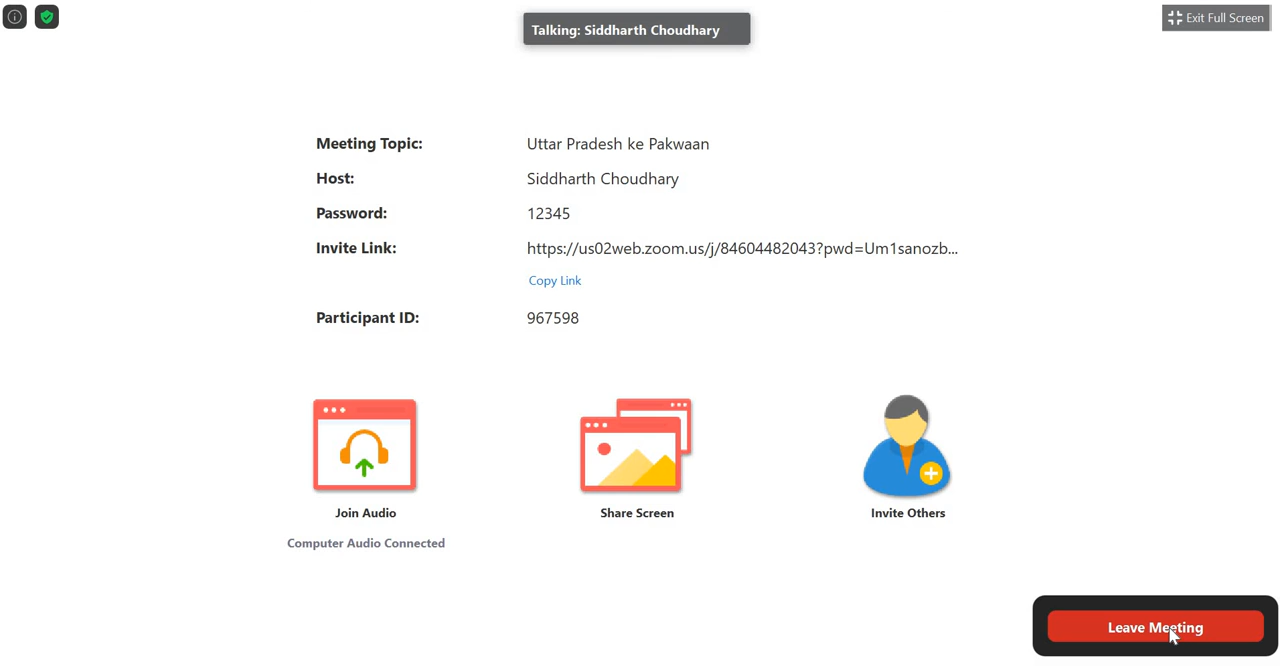 Talking: Siddharth Choudhary
Exit Full Screen
Meeting Topic: Uttar Pradesh ke Pakwaan
Host: Siddharth Choudhary
Password: 12345
Invite Link: https://us02web.zoom.us/j/84604482043?pwd=Um1sanozb...
Copy Link
Participant ID: 967598
Join Audio
Share Screen
Invite Others
Computer Audio Connected
Leave Meeting